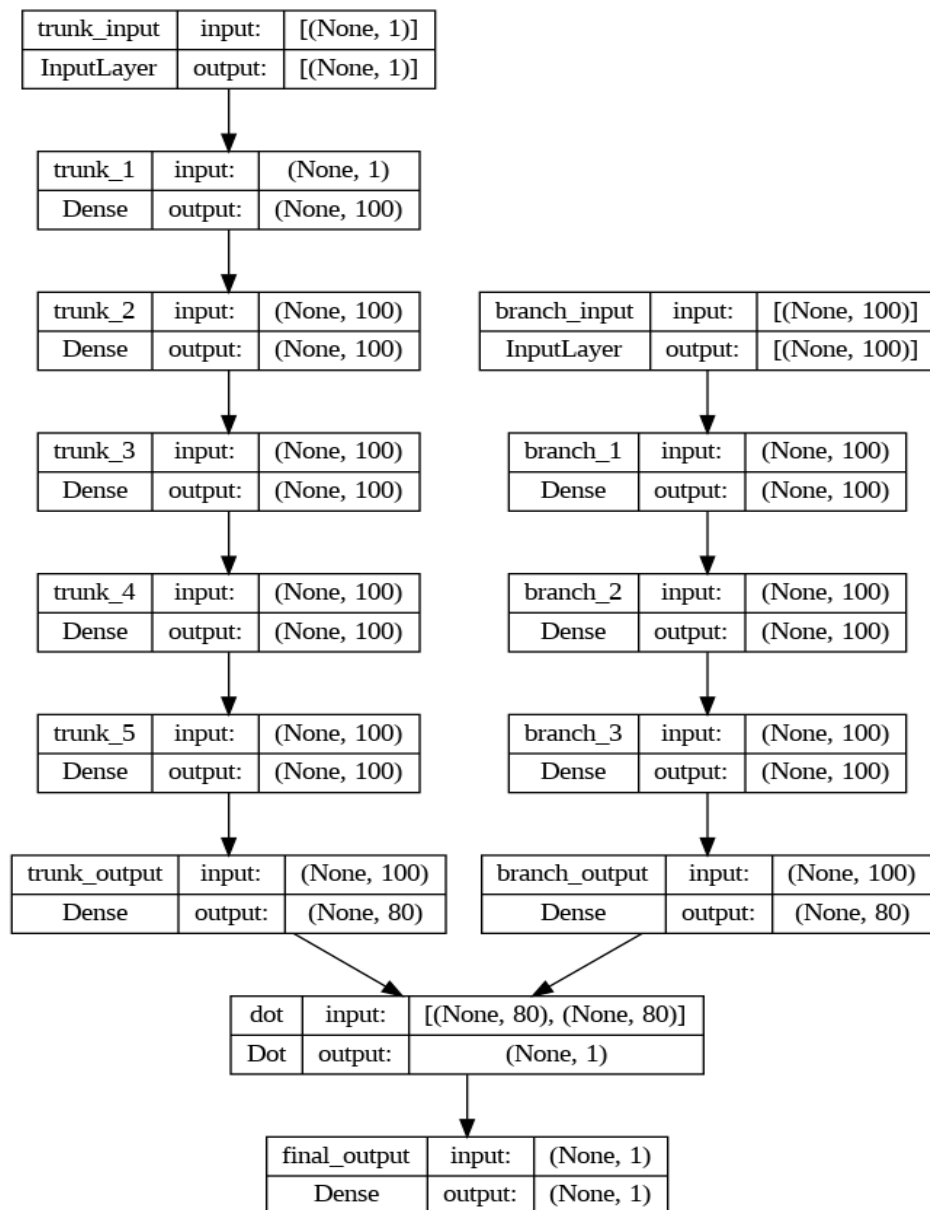 trunk_input input: [(None, 1)]
InputLayer output: [(None, 1)]
trunk_1 input: (None, 1)
Dense output: (None, 100)
trunk_2 input: (None, 100)
Dense output: (None, 100)
branch_input input: [(None, 100)]
InputLayer output: [(None, 100)]
trunk_3 input: (None, 100)
Dense output: (None, 100)
branch_1 input: (None, 100)
Dense output: (None, 100)
trunk_4 input: (None, 100)
Dense output: (None, 100)
branch_2 input: (None, 100)
Dense output: (None, 100)
trunk_5 input: (None, 100)
Dense output: (None, 100)
branch_3 input: (None, 100)
Dense output: (None, 100)
trunk_output input: (None, 100)
Dense output: (None, 80)
branch_output input: (None, 100)
Dense output: (None, 80)
dot input: [(None, 80), (None, 80)]
Dot output: (None, 1)
final_output input: (None, 1)
Dense output: (None, 1)